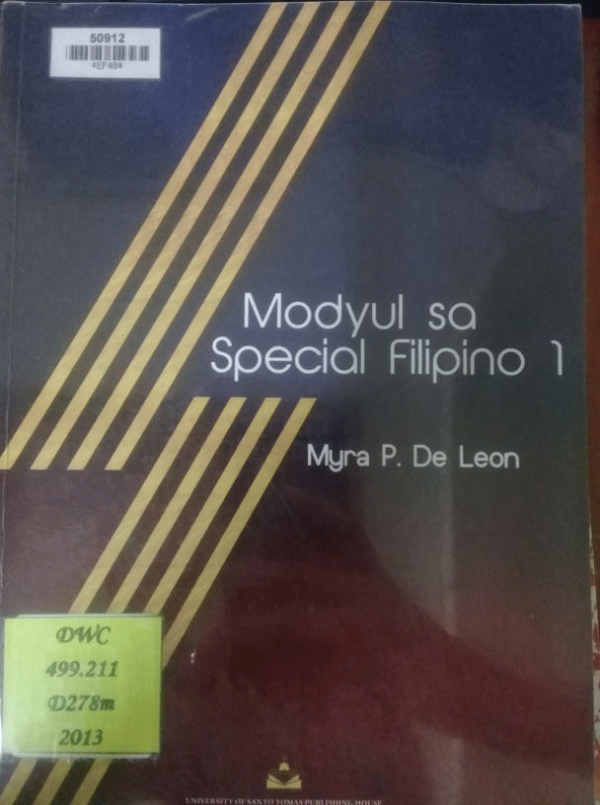 50912
Modyul sa
Special Filipino 1
Myra P. De Leon
DWC
499.211
D278m
2013
UNIVERSITY OF SANTO TOMAS PUBLISHING HOUSE